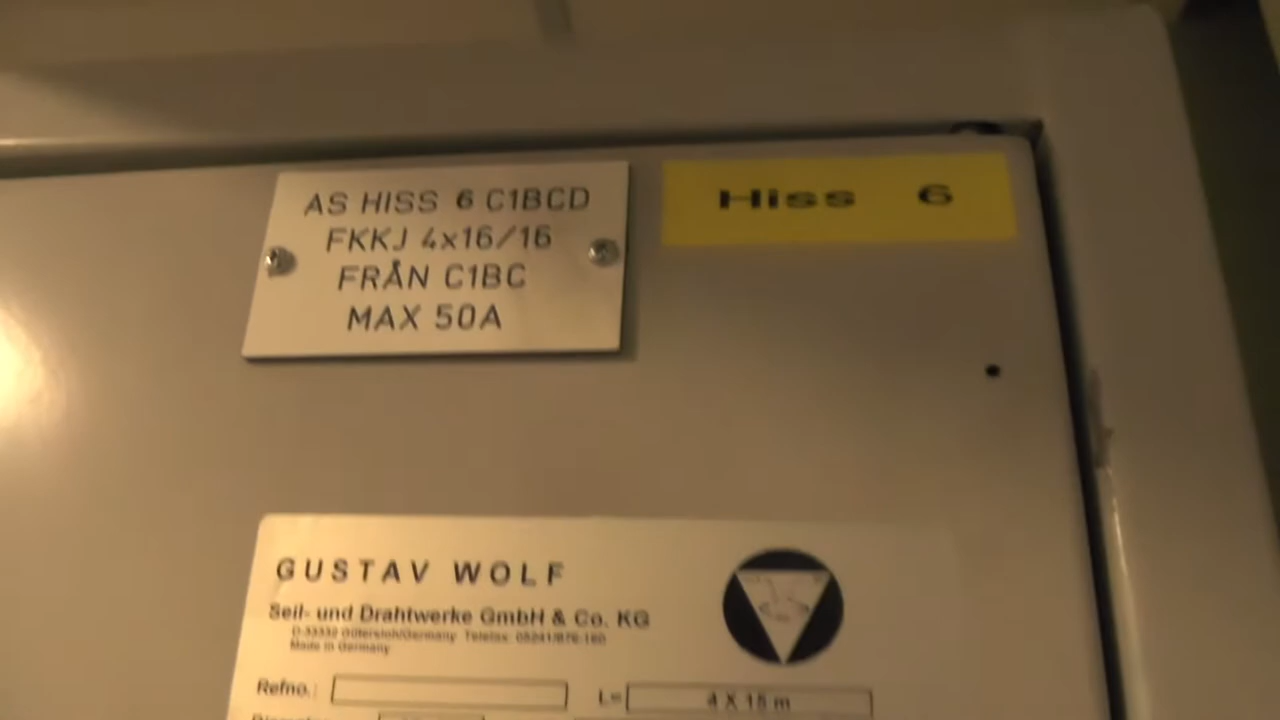 AS HISS 6 C1BCD
FKKJ 4x16/16
FRÅN C1BC
MAX 50A
Hiss 6
GUSTAV WOLF
Seil- und Drahtwerke GmbH & Co. KG
D-33332 Gütersloh/Germany Telefax: 05241/876-160
Made in Germany
Refno.:
L= 4 X 15 m